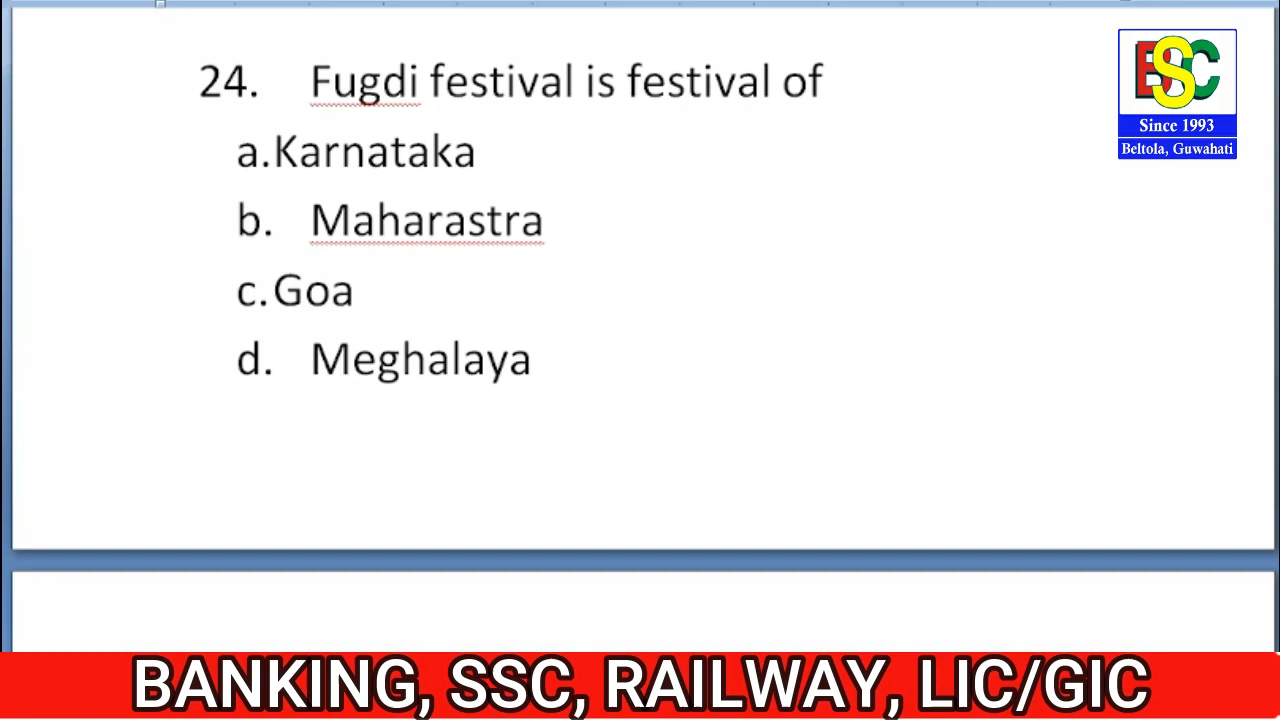 24. Fugdi festival is festival of
a. Karnataka
b. Maharastra
c. Goa
d. Meghalaya
BSC
Since 1993
Beltola, Guwahati
BANKING, SSC, RAILWAY, LIC/GIC